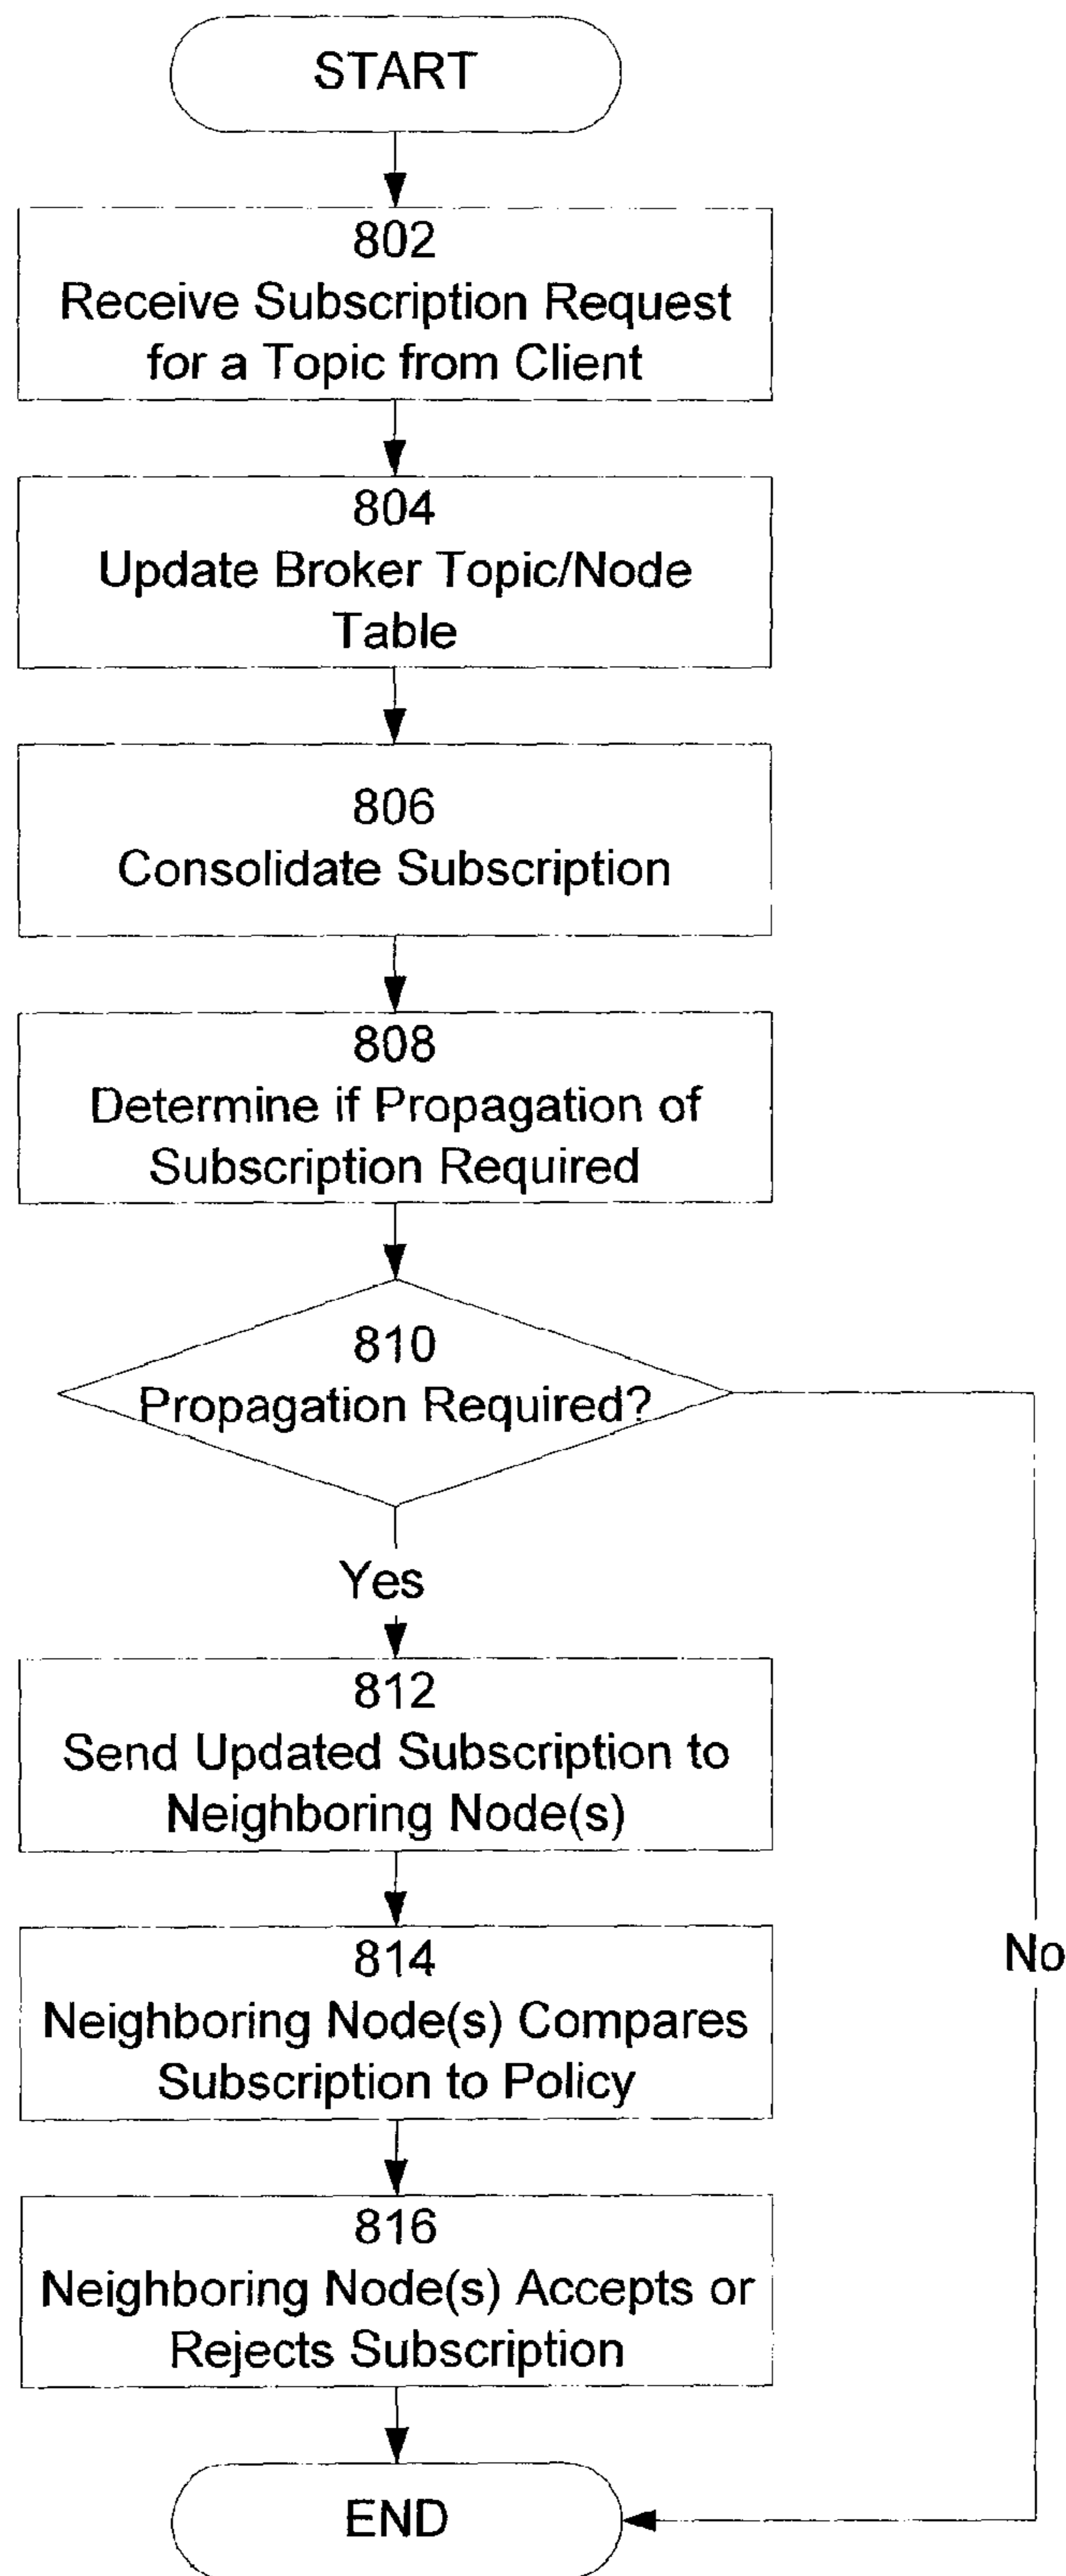 START
802
Receive Subscription Request
for a Topic from Client
804
Update Broker Topic/Node
Table
806
Consolidate Subscription
808
Determine if Propagation of
Subscription Required
810
Propagation Required?
Yes
812
Send Updated Subscription to
Neighboring Node(s)
814
Neighboring Node(s) Compares
Subscription to Policy
No
816
Neighboring Node(s) Accepts or
Rejects Subscription
END